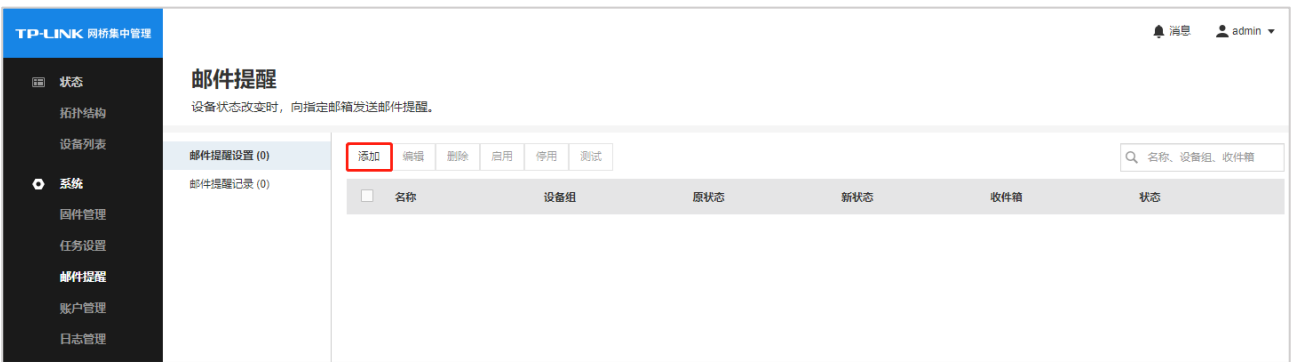 TP-LINK 网桥集中管理
消息 admin
状态
拓扑结构
设备列表
系统
固件管理
任务设置
邮件提醒
账户管理
日志管理
邮件提醒
设备状态改变时，向指定邮箱发送邮件提醒。
邮件提醒设置 (0)
邮件提醒记录 (0)
添加 编辑 删除 启用 停用 测试
名称、设备组、收件箱
名称 设备组 原状态 新状态 收件箱 状态